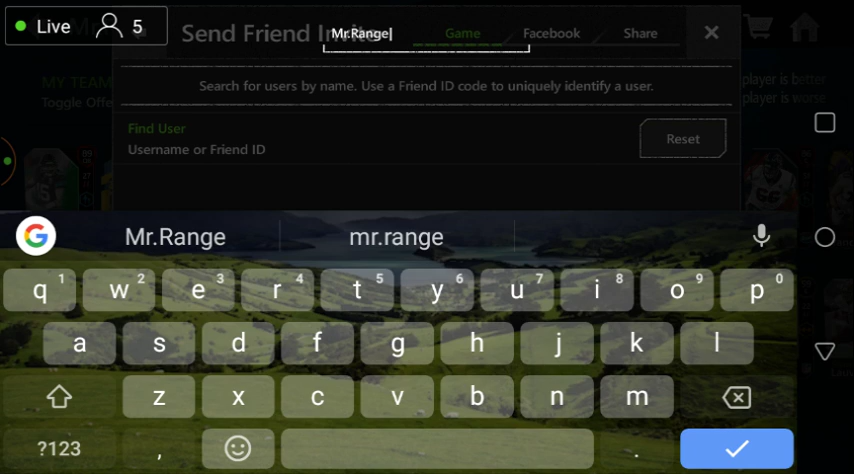 Live 5
Send Friend Invite
Mr.Range
Game
Facebook
Share
MY TEAM
Toggle Offe
Search for users by name. Use a Friend ID code to uniquely identify a user.
player is better
player is worse
Find User
Username or Friend ID
Reset
Mr.Range
mr.range
q 1 w 2 e 3 r 4 t 5 y 6 u 7 i 8 o 9 p 0
a s d f g h j k l
z x c v b n m
?123 , .